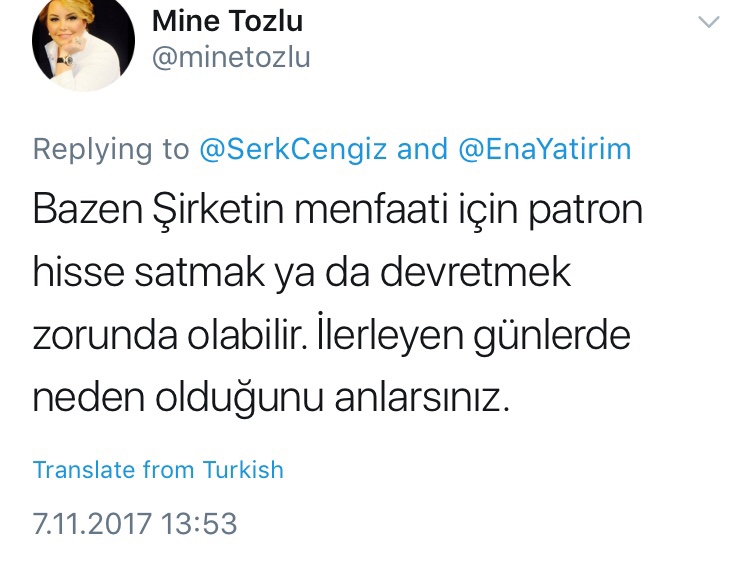 Mine Tozlu
@minetozlu
Replying to @SerkCengiz and @EnaYatirim
Bazen Şirketin menfaati için patron
hisse satmak ya da devretmek
zorunda olabilir. İlerleyen günlerde
neden olduğunu anlarsınız.
Translate from Turkish
7.11.2017 13:53